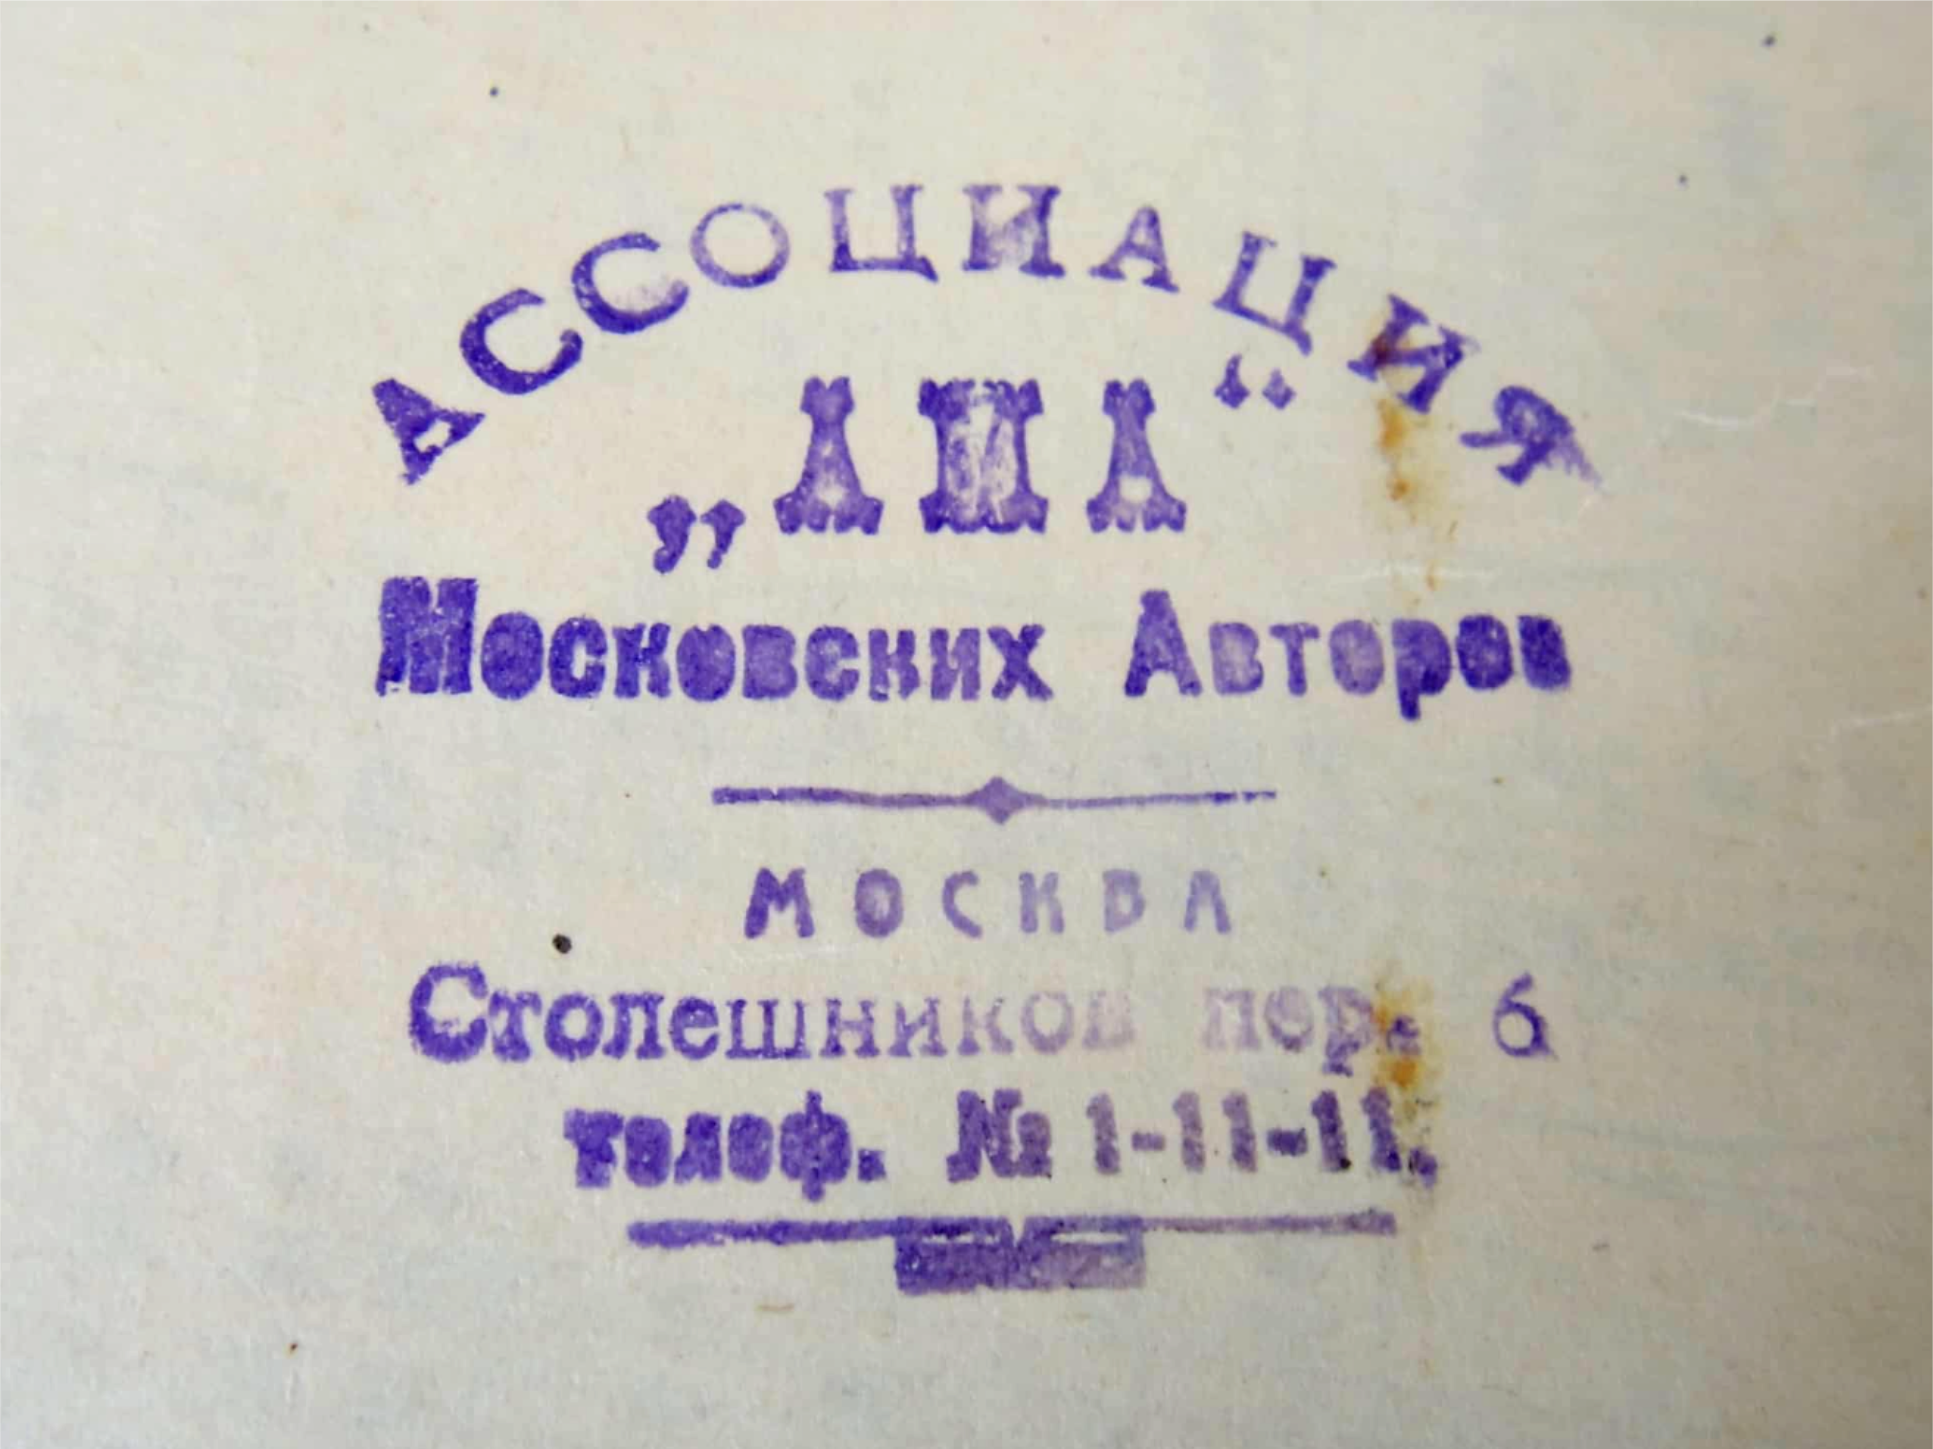 АССОЦИАЦИЯ
„АМА“
Московских Авторов
МОСКВА
Столешников пер. 6
телеф. № 1-11-11.